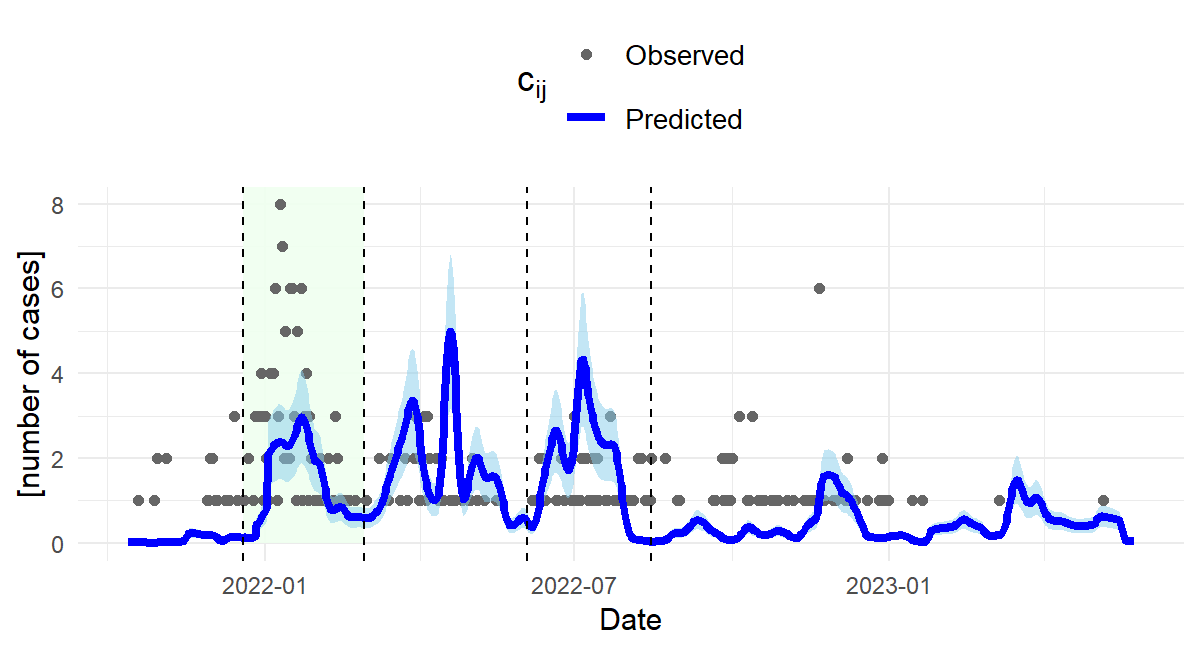 Observed
c_ij
Predicted
[number of cases]
8
6
4
2
0
2022-01
2022-07
2023-01
Date